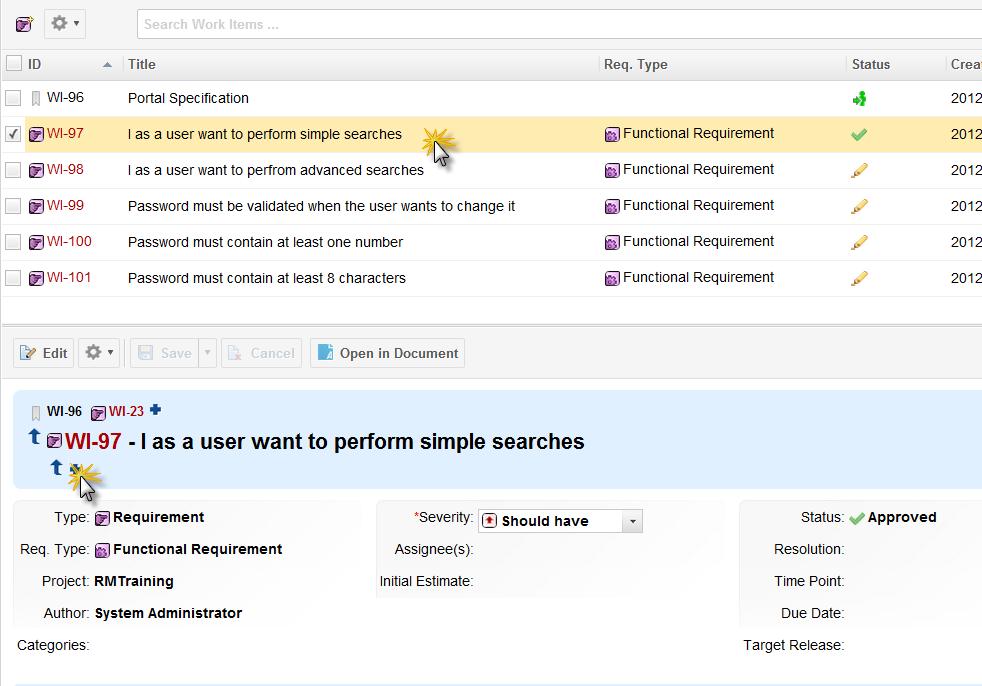 Search Work Items ...
ID Title Req. Type Status Crea
WI-96 Portal Specification 2012
WI-97 I as a user want to perform simple searches Functional Requirement 2012
WI-98 I as a user want to perfrom advanced searches Functional Requirement 2012
WI-99 Password must be validated when the user wants to change it Functional Requirement 2012
WI-100 Password must contain at least one number Functional Requirement 2012
WI-101 Password must contain at least 8 characters Functional Requirement 2012
Edit Save Cancel Open in Document
WI-96 WI-23
WI-97 - I as a user want to perform simple searches
Type: Requirement *Severity: Should have Status: Approved
Req. Type: Functional Requirement Assignee(s): Resolution:
Project: RMTraining Initial Estimate: Time Point:
Author: System Administrator Due Date:
Categories: Target Release: